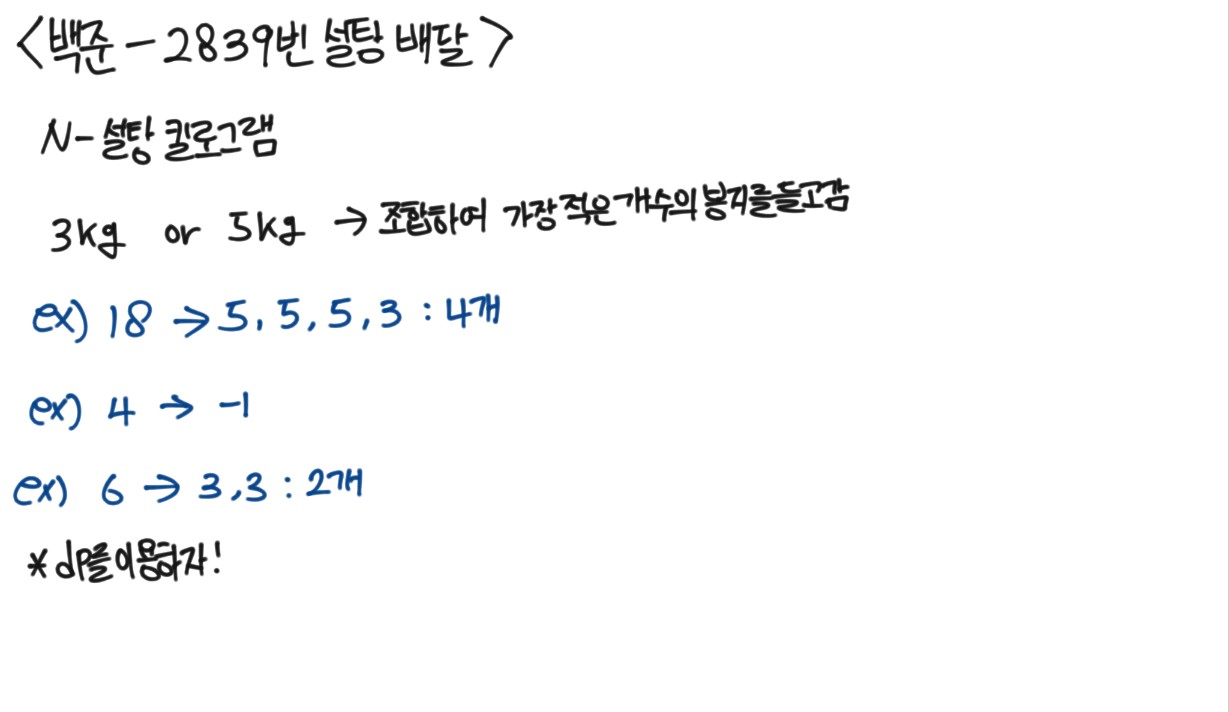 <백준 - 2839번 설탕 배달>
N - 설탕 킬로그램
3kg or 5kg → 조합하여 가장 적은 개수의 봉지를 들고감
ex) 18 → 5, 5, 5, 3 : 4개
ex) 4 → -1
ex) 6 → 3, 3 : 2개
* dP를 이용하자!